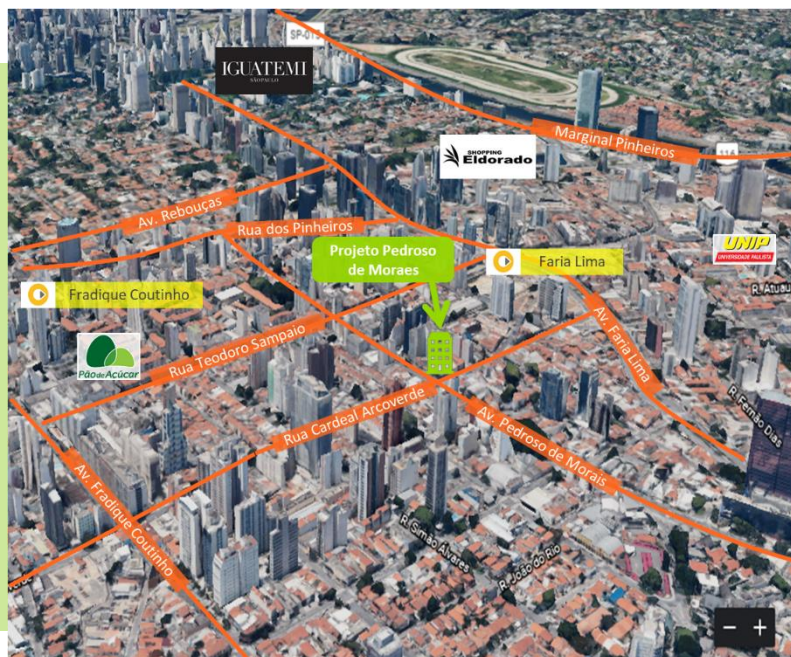 SP-015
IGUATEMI
SÃO PAULO
Marginal Pinheiros
SHOPPING
Eldorado
Av. Rebouças
Rua dos Pinheiros
UNIP
UNIVERSIDADE PAULISTA
Projeto Pedroso
de Moraes
Faria Lima
Fradique Coutinho
R. Atuaú
Av. Faria Lima
Rua Teodoro Sampaio
Pão de Açúcar
R. Fernão Dias
Rua Cardeal Arcoverde
Av. Pedroso de Morais
Av. Fradique Coutinho
R. Simão Álvares
R. João do Rio
− +